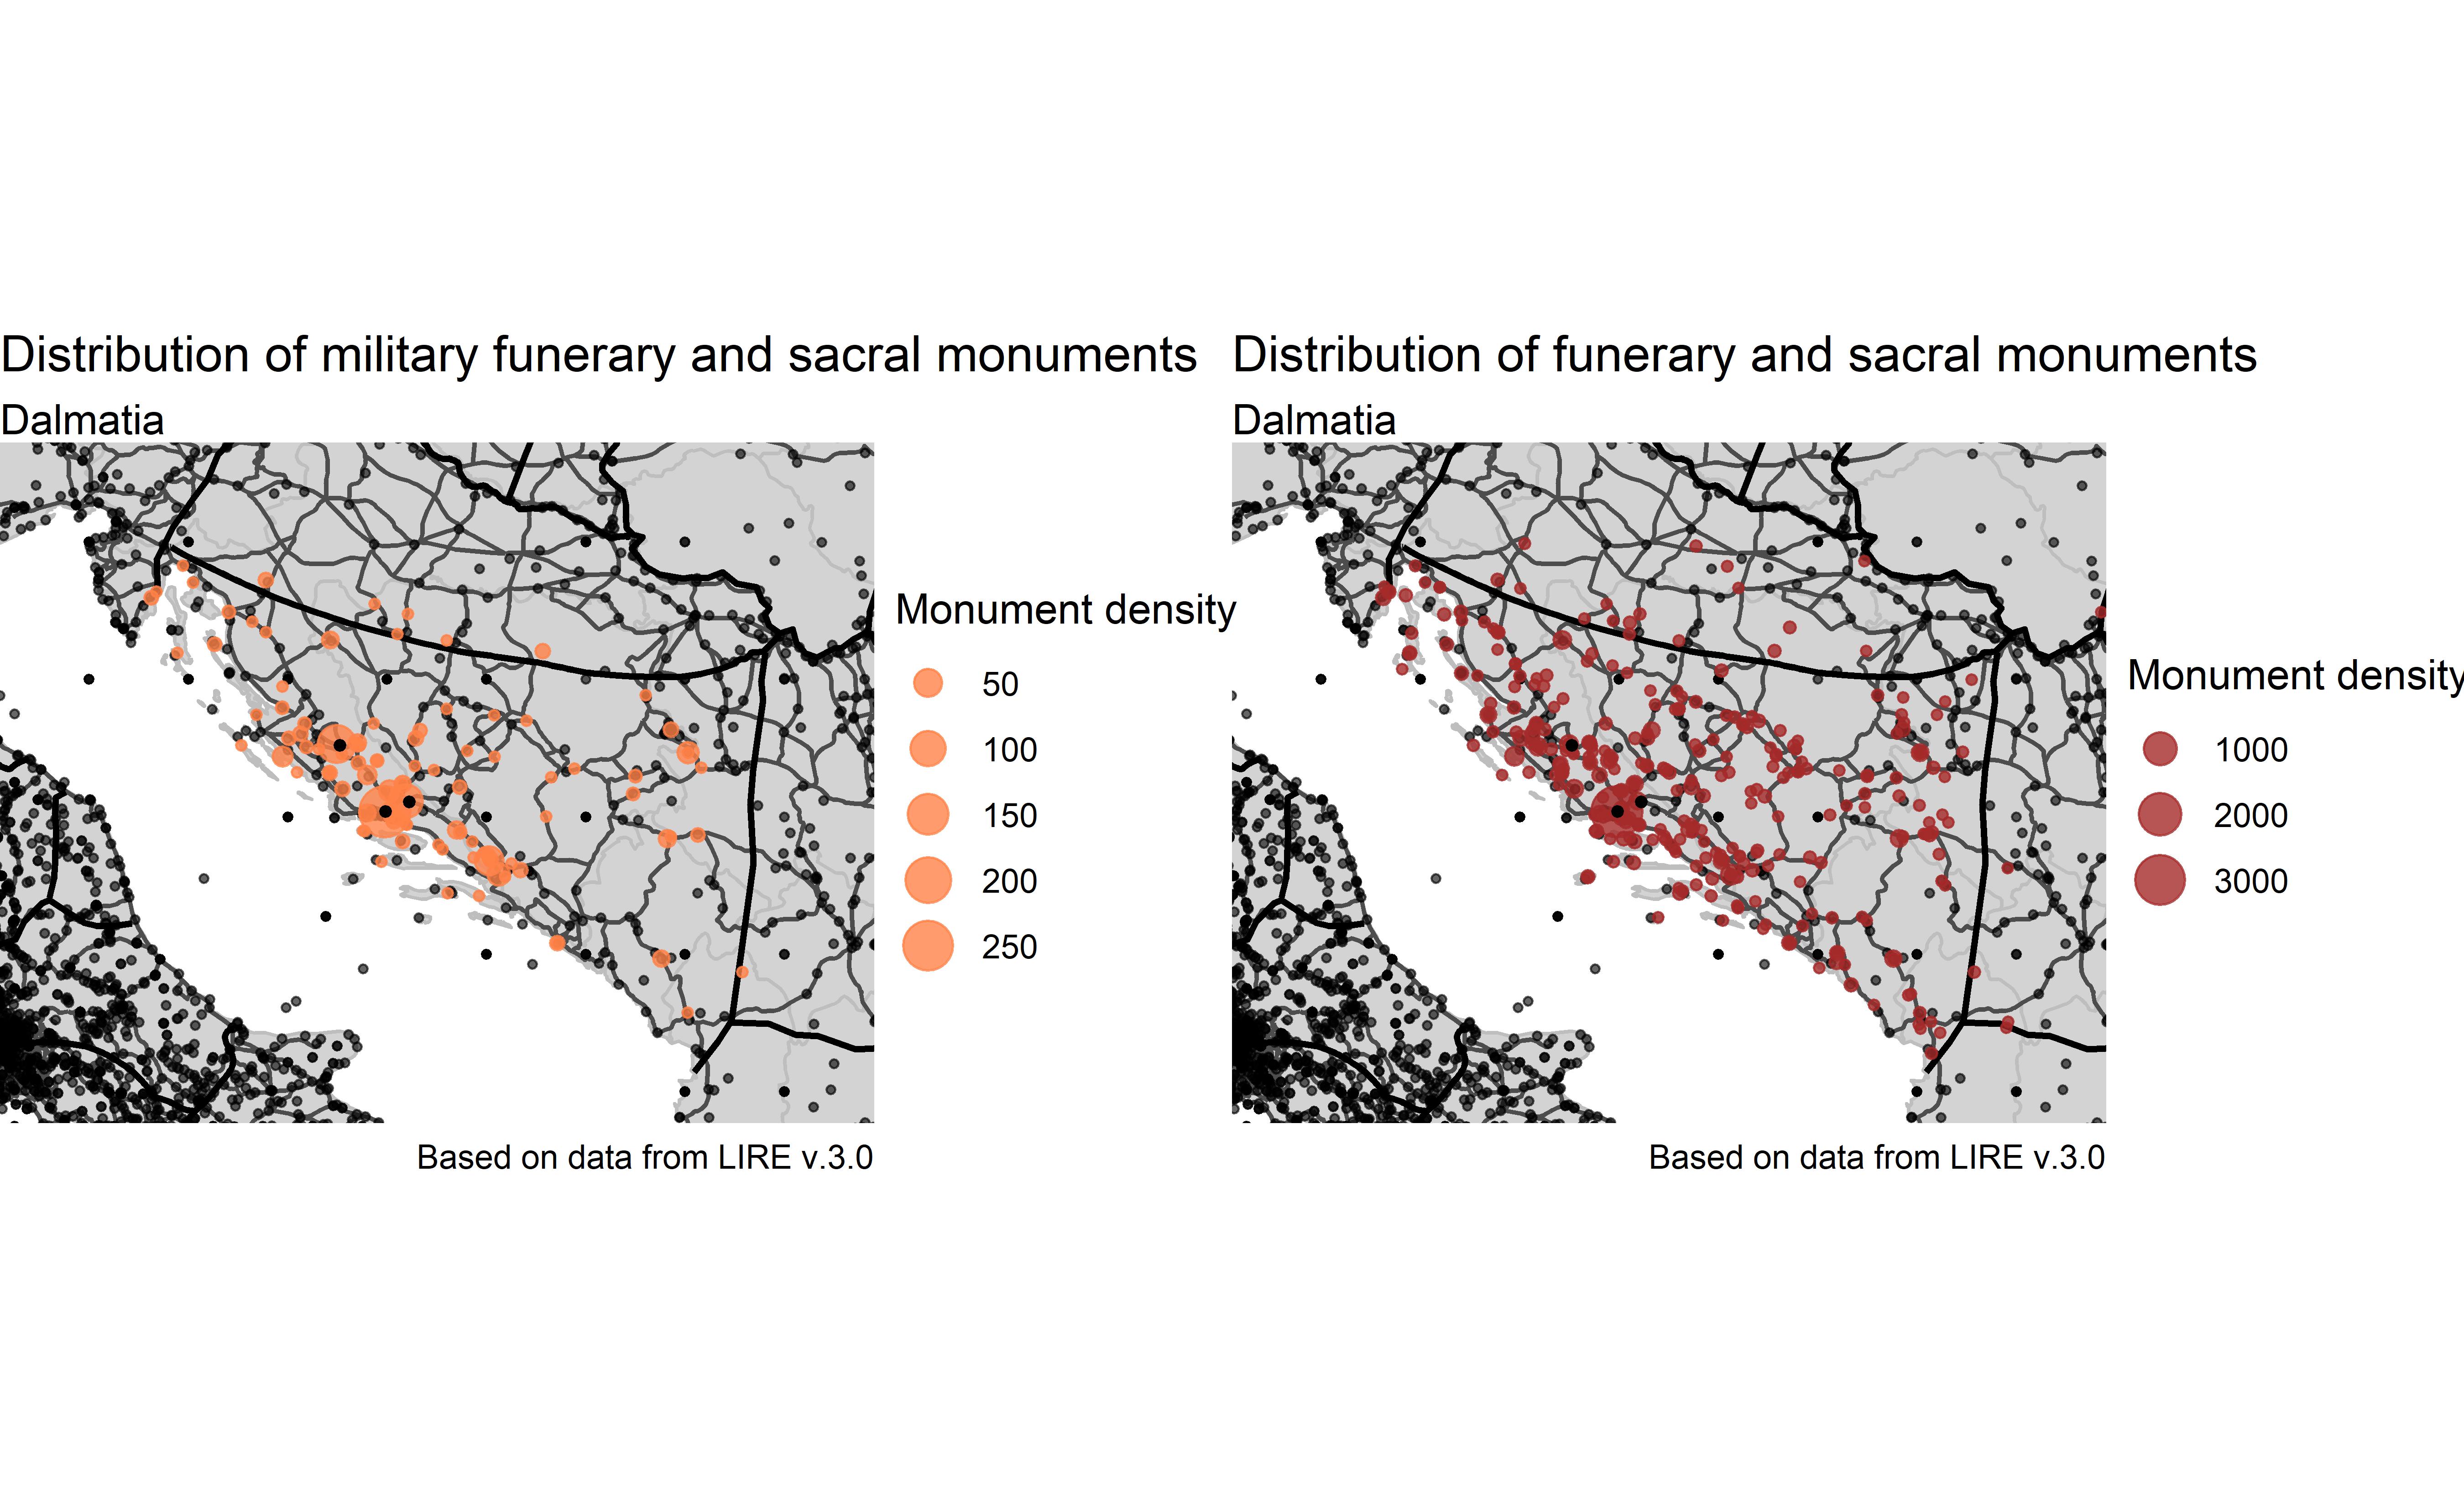 Distribution of military funerary and sacral monuments
Dalmatia
Monument density
50
100
150
200
250
Based on data from LIRE v.3.0
Distribution of funerary and sacral monuments
Dalmatia
Monument density
1000
2000
3000
Based on data from LIRE v.3.0